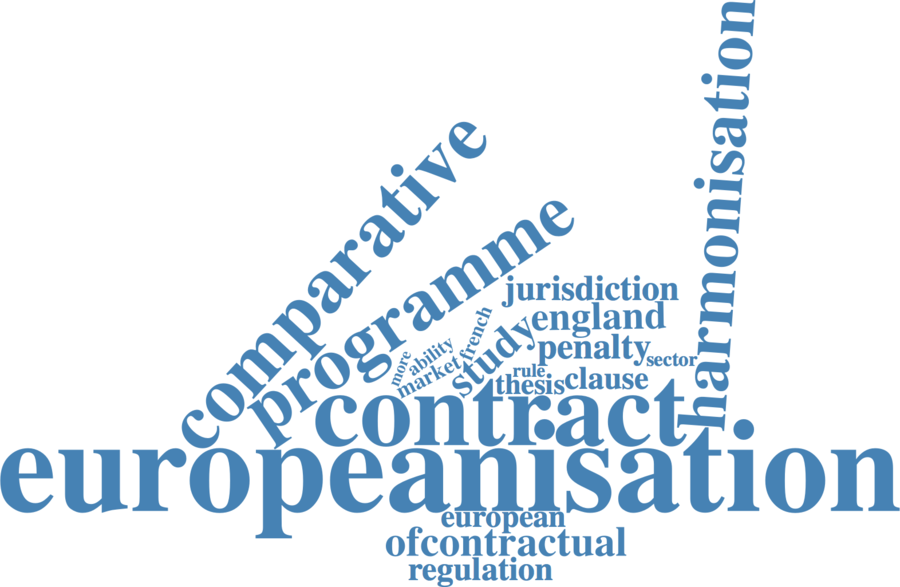 harmonisation
comparative
programme
jurisdiction
england
french
study
penalty
more
ability
market
sector
rule
thesis
clause
contract
europeanisation
european
ofcontractual
regulation